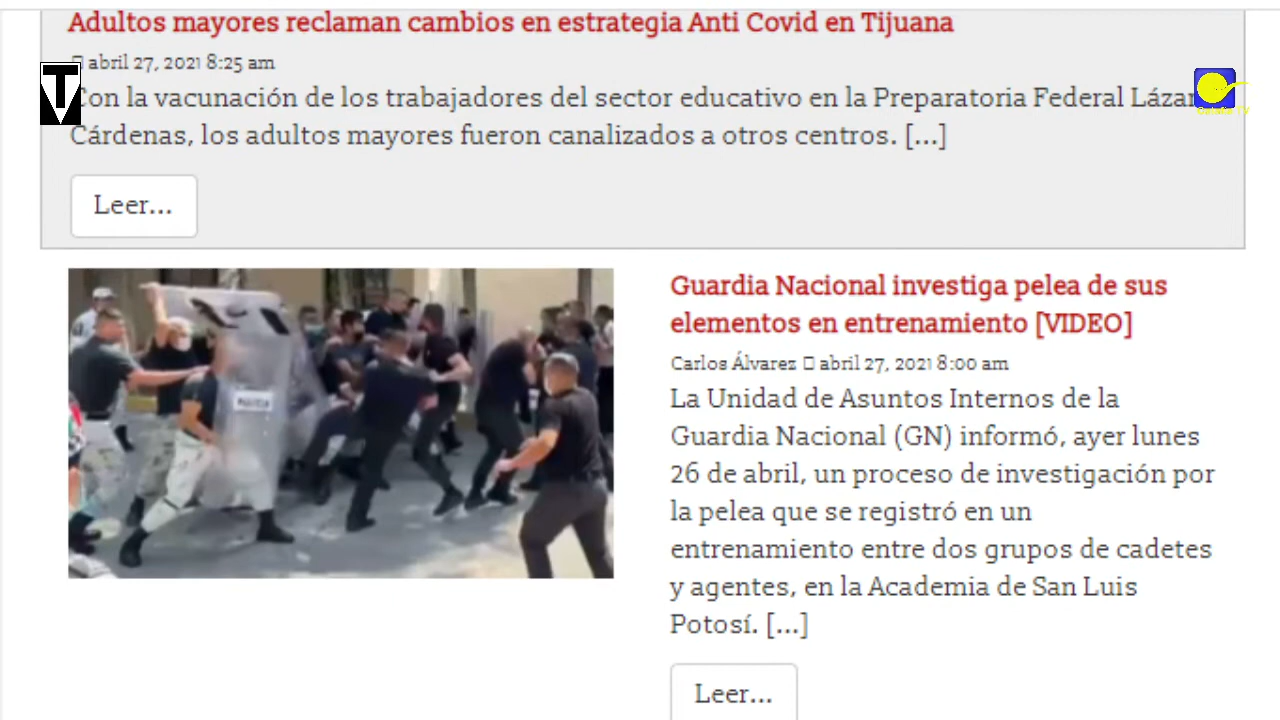 Adultos mayores reclaman cambios en estrategia Anti Covid en Tijuana
abril 27, 2021 8:25 am
Con la vacunación de los trabajadores del sector educativo en la Preparatoria Federal Lázaro
Cárdenas, los adultos mayores fueron canalizados a otros centros. [...]
Leer...
Guardia Nacional investiga pelea de sus
elementos en entrenamiento [VIDEO]
Carlos Álvarez abril 27, 2021 8:00 am
La Unidad de Asuntos Internos de la
Guardia Nacional (GN) informó, ayer lunes
26 de abril, un proceso de investigación por
la pelea que se registró en un
entrenamiento entre dos grupos de cadetes
y agentes, en la Academia de San Luis
Potosí. [...]
Leer...